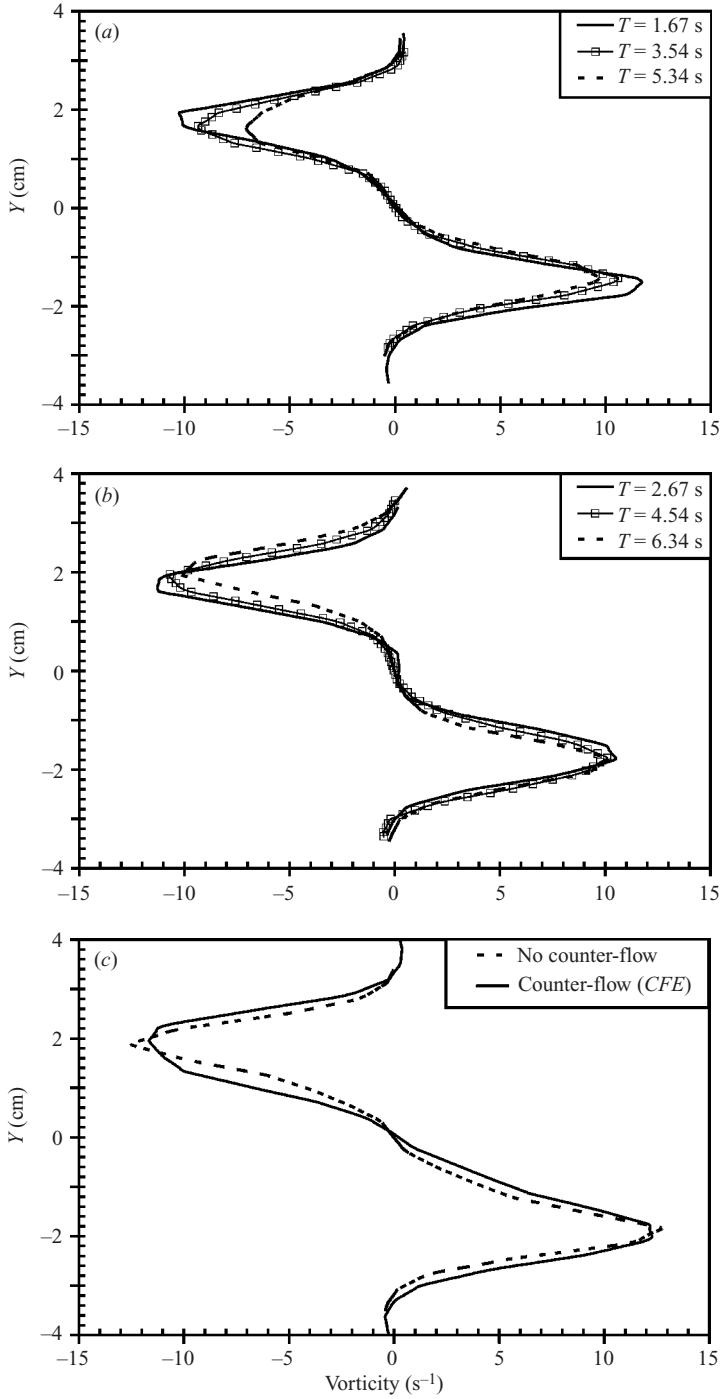 4
(a)
T = 1.67 s
T = 3.54 s
T = 5.34 s
2
Y (cm)
0
–2
–4
–15
–10
–5
0
5
10
15
4
(b)
T = 2.67 s
T = 4.54 s
T = 6.34 s
2
Y (cm)
0
–2
–4
–15
–10
–5
0
5
10
15
4
(c)
No counter-flow
Counter-flow (CFE)
2
Y (cm)
0
–2
–4
–15
–10
–5
0
5
10
15
Vorticity (s–1)